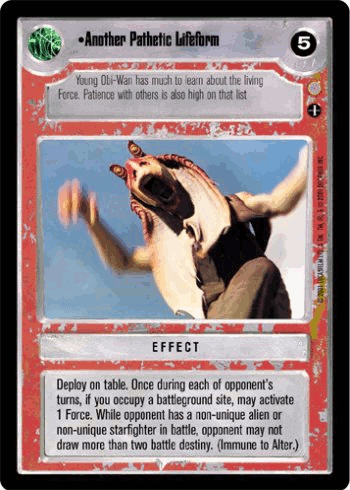 •Another Pathetic Lifeform
5
Young Obi-Wan has much to learn about the living
Force. Patience with others is also high on that list
EFFECT
Deploy on table. Once during each of opponent's
turns, if you occupy a battleground site, may activate
1 Force. While opponent has a non-unique alien or
non-unique starfighter in battle, opponent may not
draw more than two battle destiny. (Immune to Alter.)